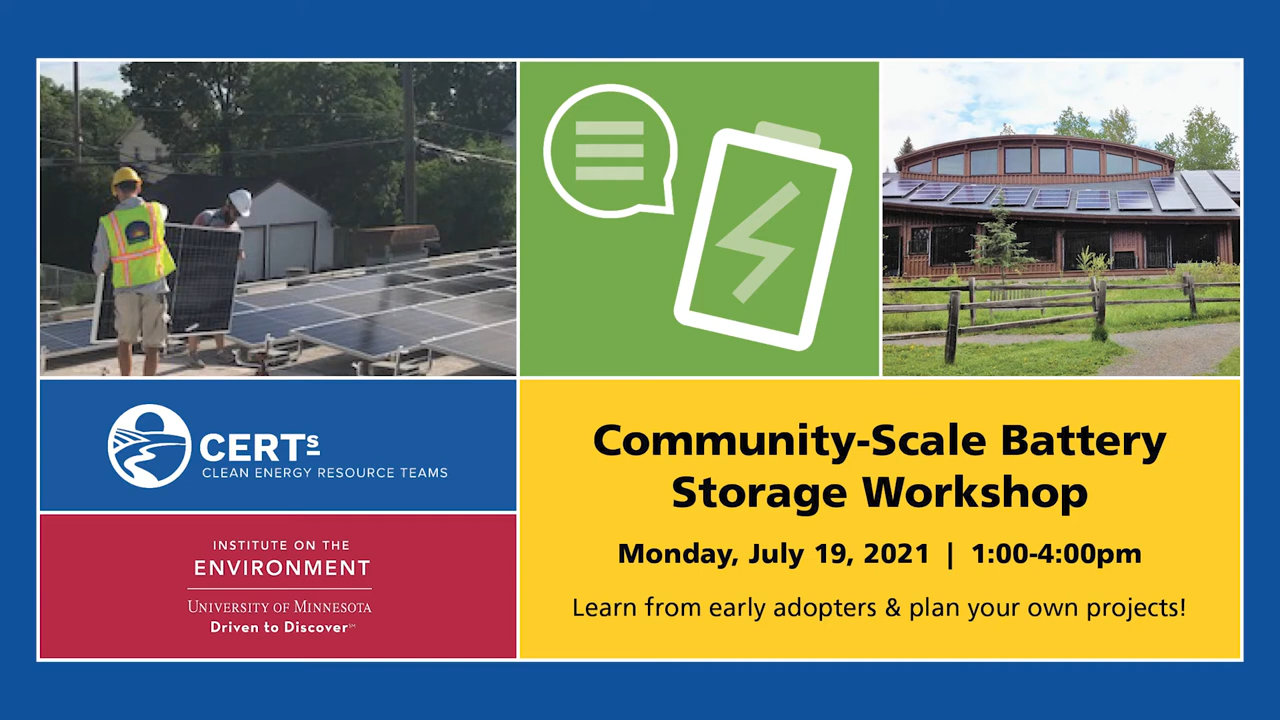 CERTs
CLEAN ENERGY RESOURCE TEAMS
INSTITUTE ON THE
ENVIRONMENT
UNIVERSITY OF MINNESOTA
Driven to Discover℠
Community-Scale Battery
Storage Workshop
Monday, July 19, 2021 | 1:00-4:00pm
Learn from early adopters & plan your own projects!